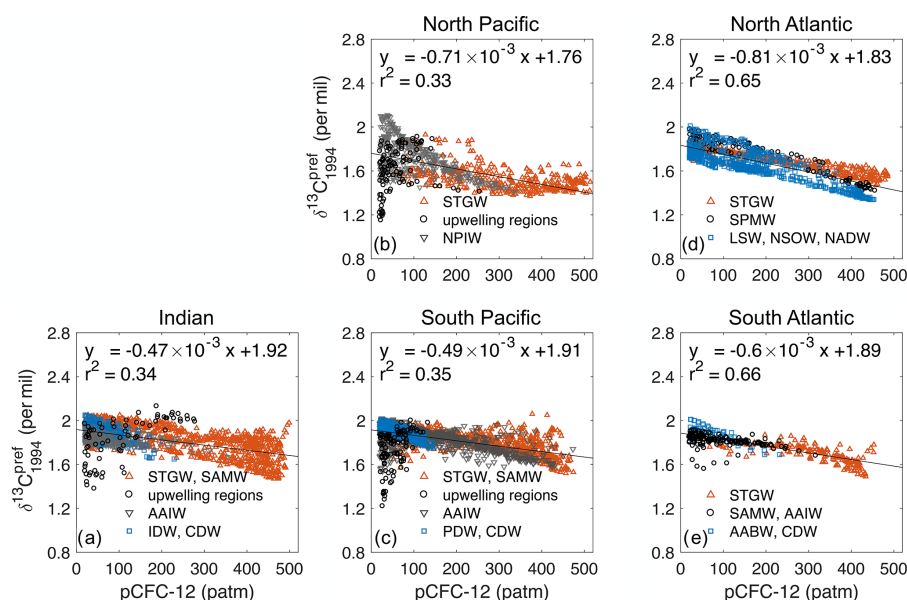 North Pacific
y = -0.71×10⁻³ x +1.76
r² = 0.33
δ¹³C^pref_1994 (per mil)
2.8
2.4
2
1.6
1.2
0.8
STGW
upwelling regions
NPIW
(b)
0 100 200 300 400 500
North Atlantic
y = -0.81×10⁻³ x +1.83
r² = 0.65
2.8
2.4
2
1.6
1.2
0.8
STGW
SPMW
LSW, NSOW, NADW
(d)
0 100 200 300 400 500
Indian
y = -0.47×10⁻³ x +1.92
r² = 0.34
δ¹³C^pref_1994 (per mil)
2.8
2.4
2
1.6
1.2
0.8
STGW, SAMW
upwelling regions
AAIW
IDW, CDW
(a)
0 100 200 300 400 500
pCFC-12 (patm)
South Pacific
y = -0.49×10⁻³ x +1.91
r² = 0.35
2.8
2.4
2
1.6
1.2
0.8
STGW, SAMW
upwelling regions
AAIW
PDW, CDW
(c)
0 100 200 300 400 500
pCFC-12 (patm)
South Atlantic
y = -0.6×10⁻³ x +1.89
r² = 0.66
2.8
2.4
2
1.6
1.2
0.8
STGW
SAMW, AAIW
AABW, CDW
(e)
0 100 200 300 400 500
pCFC-12 (patm)